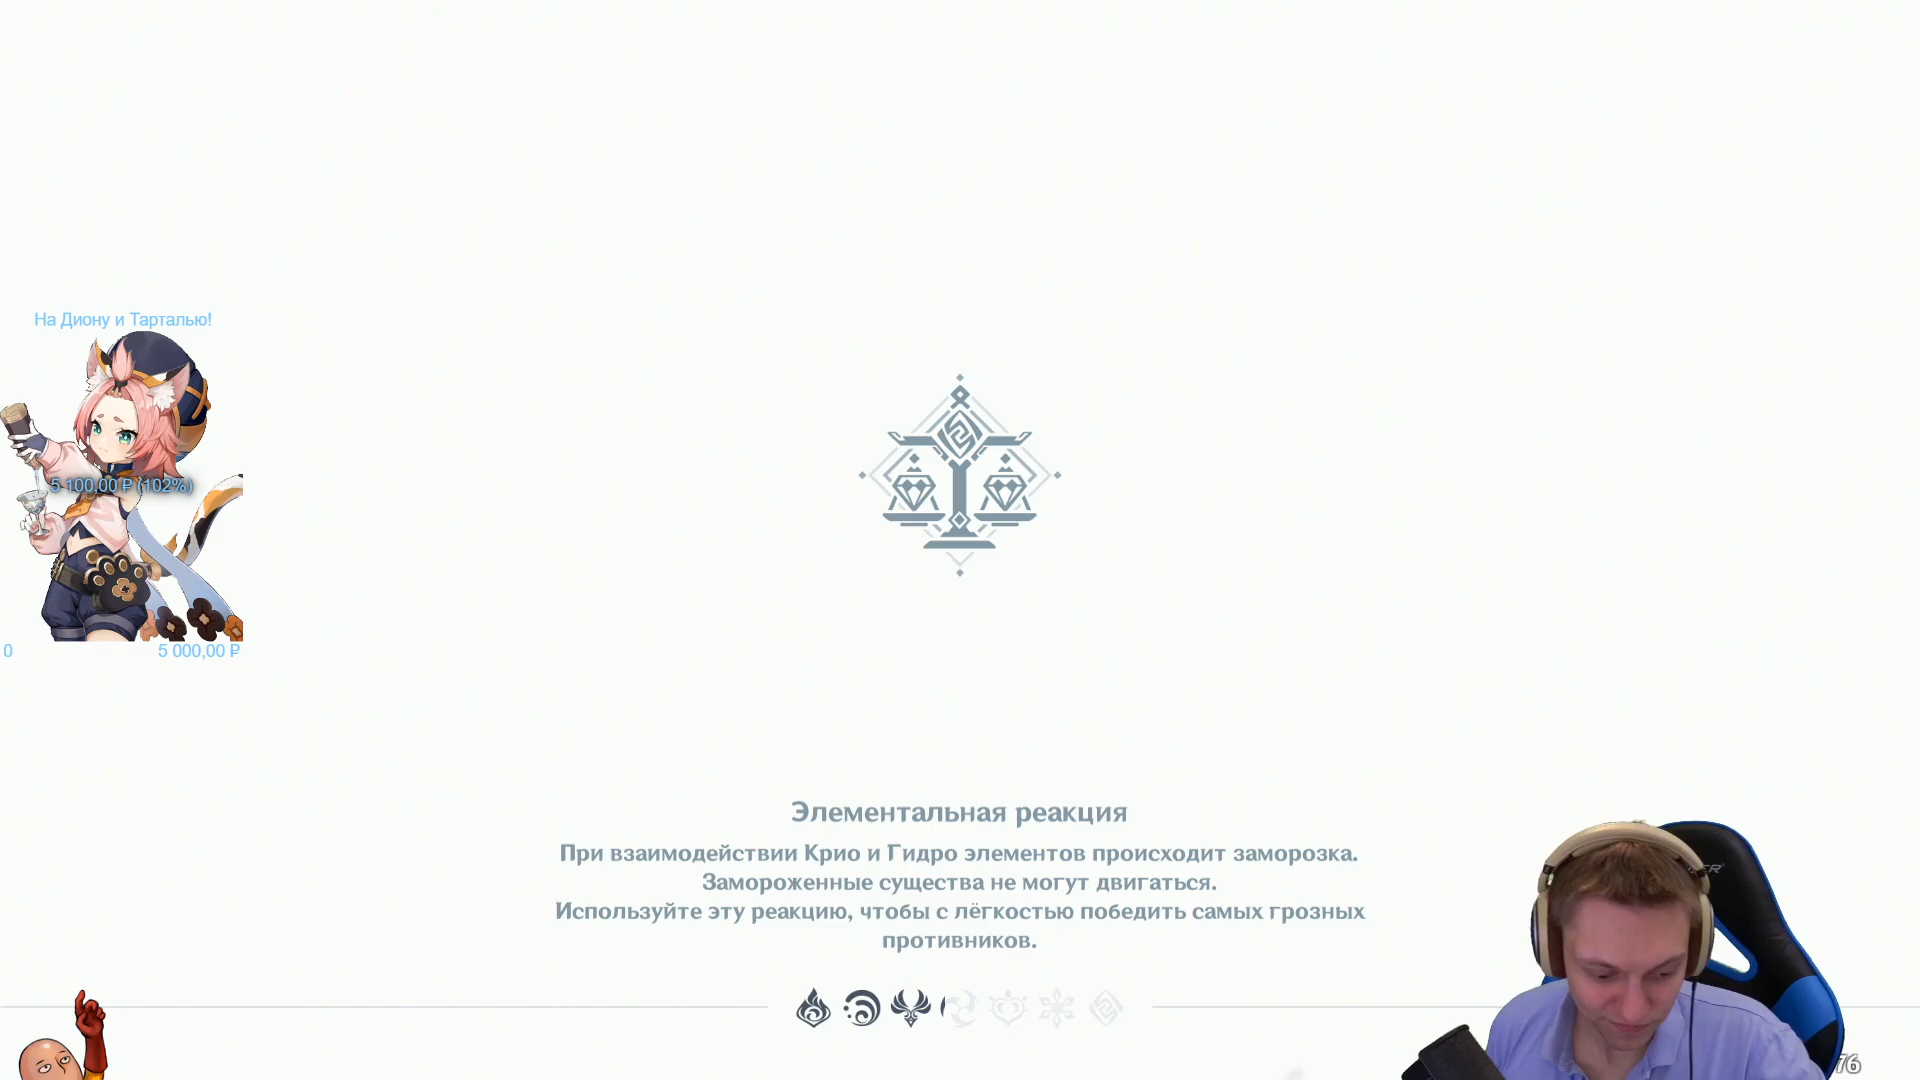 На Диону и Тарталью!
5 100,00 ₽ (102%)
0
5 000,00 ₽
Элементальная реакция
При взаимодействии Крио и Гидро элементов происходит заморозка.
Замороженные существа не могут двигаться.
Используйте эту реакцию, чтобы с лёгкостью победить самых грозных
противников.
76